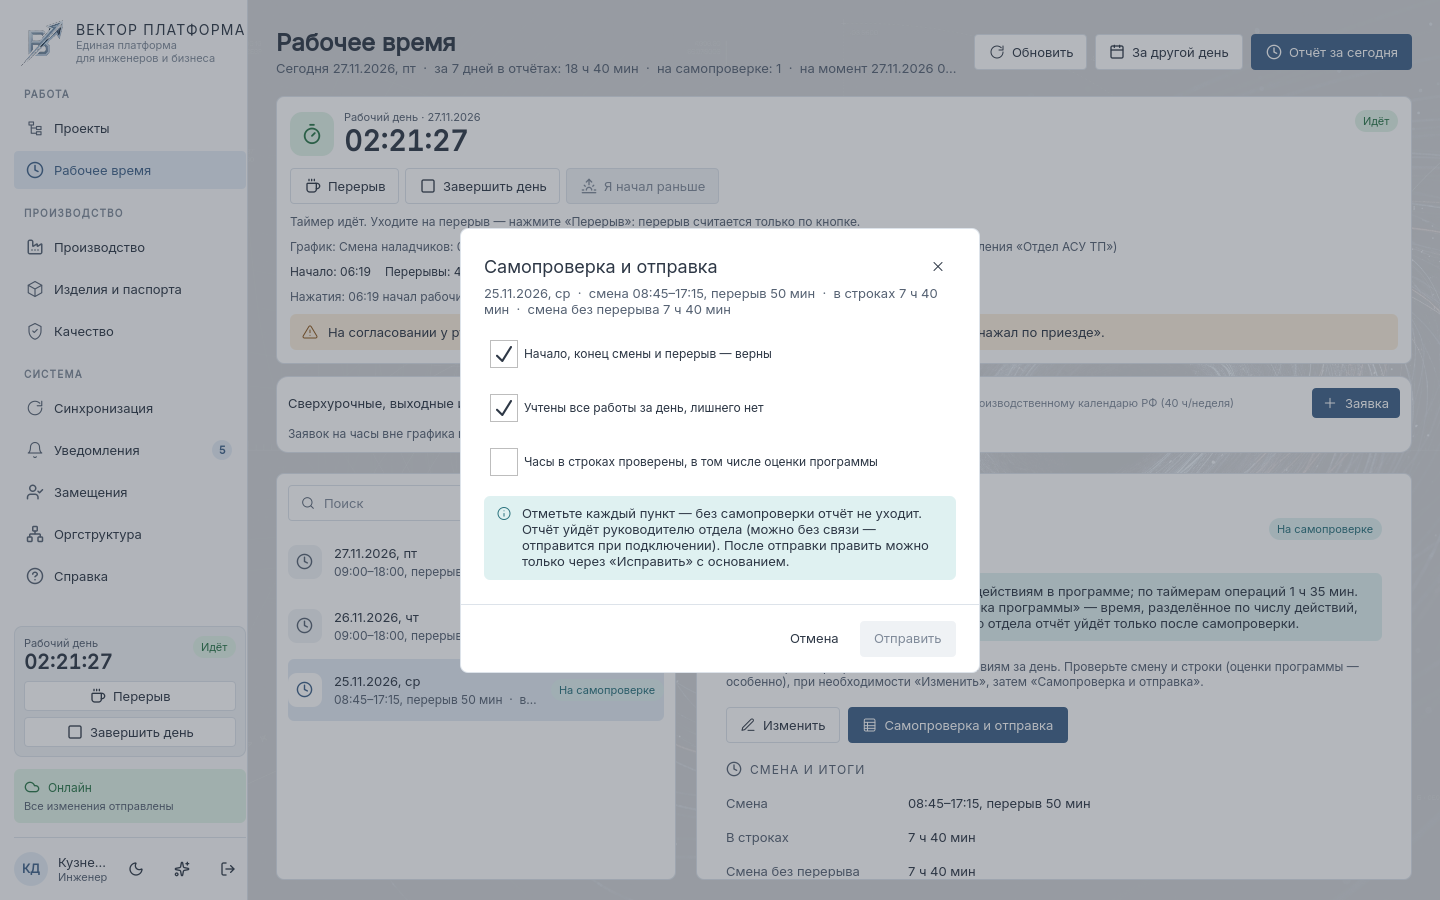 ВЕКТОР ПЛАТФОРМА
Единая платформа
для инженеров и бизнеса
РАБОТА
Проекты
Рабочее время
ПРОИЗВОДСТВО
Производство
Изделия и паспорта
Качество
СИСТЕМА
Синхронизация
Уведомления 5
Замещения
Оргструктура
Справка
Рабочий день Идёт
02:21:27
Перерыв
Завершить день
Онлайн
Все изменения отправлены
КД Кузне...
Инженер
Рабочее время
Сегодня 27.11.2026, пт · за 7 дней в отчётах: 18 ч 40 мин · на самопроверке: 1 · на момент 27.11.2026 0...
Обновить За другой день Отчёт за сегодня
Рабочий день · 27.11.2026 Идёт
02:21:27
Перерыв Завершить день Я начал раньше
Таймер идёт. Уходите на перерыв — нажмите «Перерыв»: перерыв считается только по кнопке.
График: Смена наладчиков: «Отдел АСУ ТП»)
Начало: 06:19 Перерывы: 4
Нажатия: 06:19 начал
На согласовании у нажал по приезде».
Сверхурочные, выходные календарю РФ (40 ч/неделя) Заявка
Заявок на часы вне графика
Поиск
27.11.2026, пт
09:00–18:00, перерыв
26.11.2026, чт
09:00–18:00, перерыв
25.11.2026, ср На самопроверке
08:45–17:15, перерыв 50 мин · в...
Самопроверка и отправка
25.11.2026, ср · смена 08:45–17:15, перерыв 50 мин · в строках 7 ч 40
мин · смена без перерыва 7 ч 40 мин
Начало, конец смены и перерыв — верны
Учтены все работы за день, лишнего нет
Часы в строках проверены, в том числе оценки программы
Отметьте каждый пункт — без самопроверки отчёт не уходит.
Отчёт уйдёт руководителю отдела (можно без связи —
отправится при подключении). После отправки править можно
только через «Исправить» с основанием.
Отмена Отправить
На самопроверке
действиям в программе; по таймерам операций 1 ч 35 мин.
программы» — время, разделённое по числу действий,
отдела отчёт уйдёт только после самопроверки.
за день. Проверьте смену и строки (оценки программы —
особенно), при необходимости «Изменить», затем «Самопроверка и отправка».
Изменить Самопроверка и отправка
СМЕНА И ИТОГИ
Смена 08:45–17:15, перерыв 50 мин
В строках 7 ч 40 мин
Смена без перерыва 7 ч 40 мин